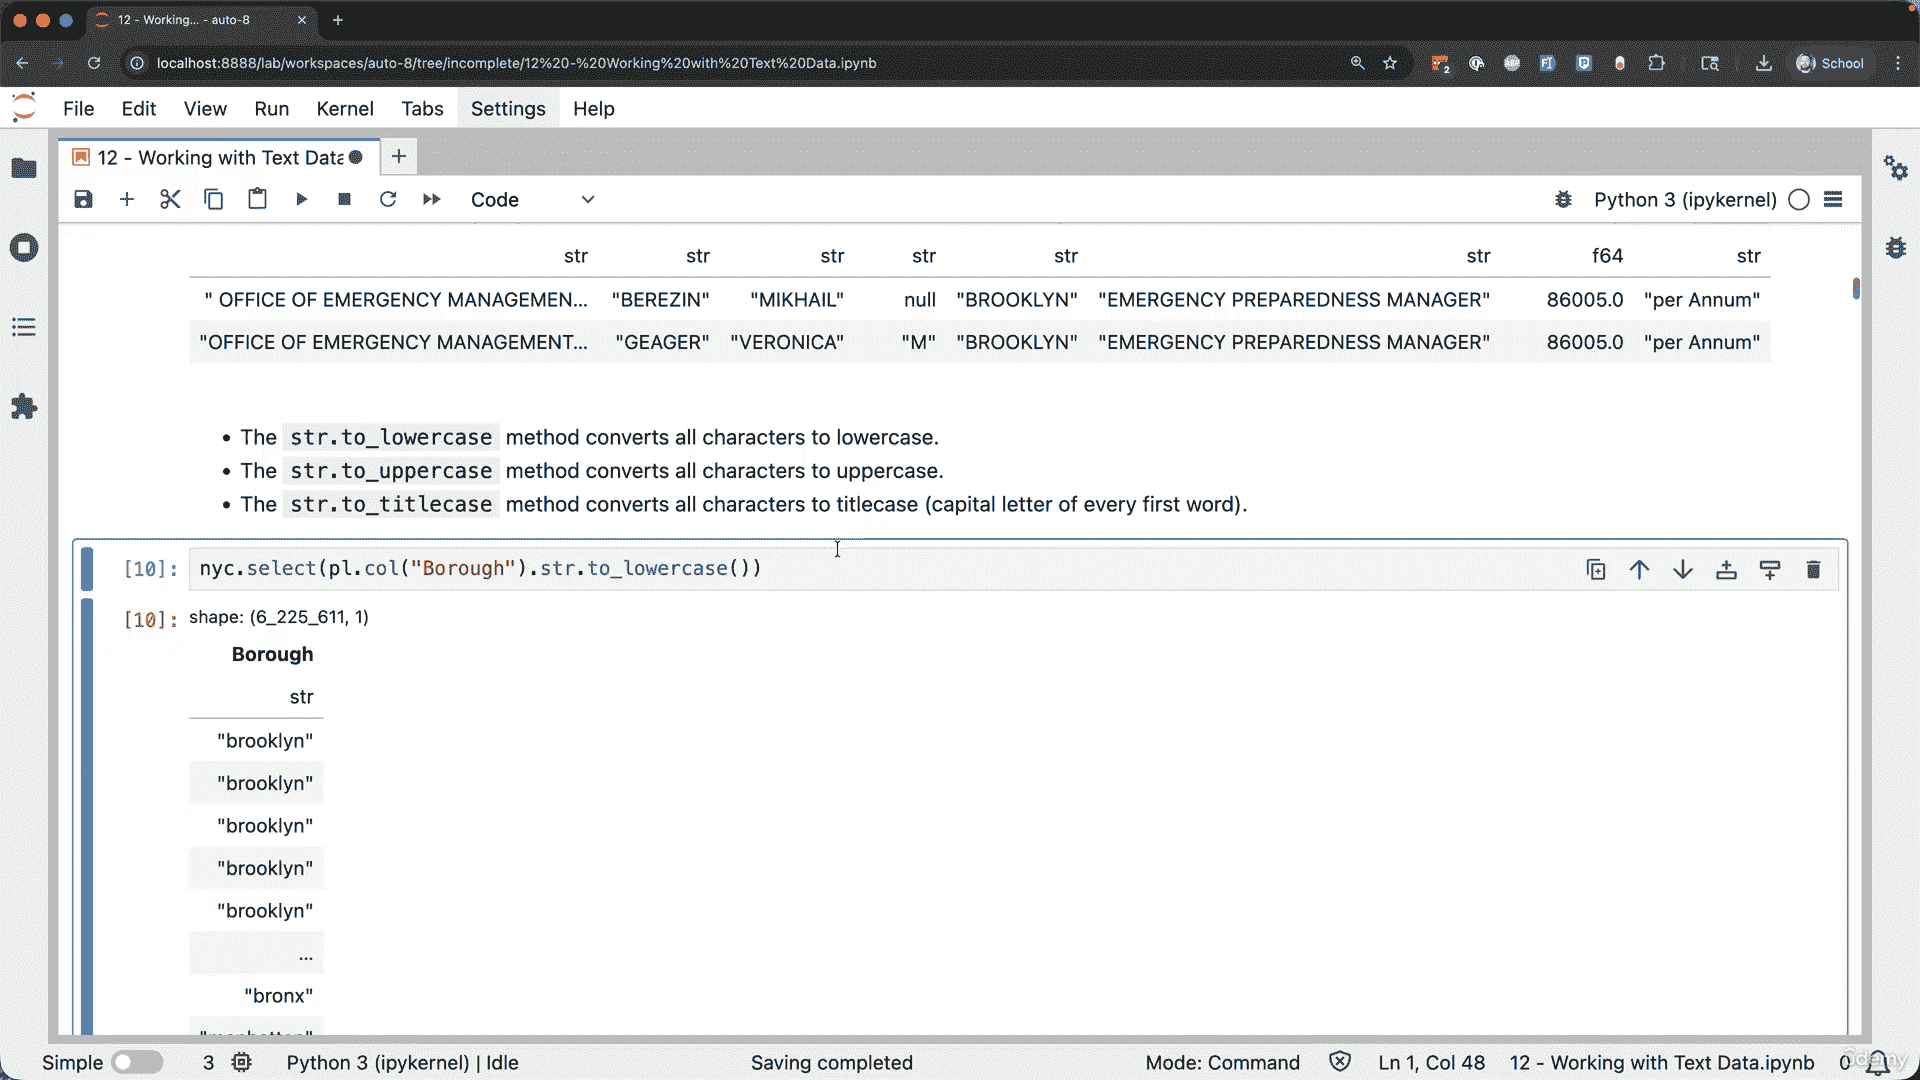 12 - Working... - auto-8
localhost:8888/lab/workspaces/auto-8/tree/incomplete/12%20-%20Working%20with%20Text%20Data.ipynb
2
School
File Edit View Run Kernel Tabs Settings Help
12 - Working with Text Data
Code
Python 3 (ipykernel)
str str str str str str f64 str
" OFFICE OF EMERGENCY MANAGEMEN... "BEREZIN" "MIKHAIL" null "BROOKLYN" "EMERGENCY PREPAREDNESS MANAGER" 86005.0 "per Annum"
"OFFICE OF EMERGENCY MANAGEMENT... "GEAGER" "VERONICA" "M" "BROOKLYN" "EMERGENCY PREPAREDNESS MANAGER" 86005.0 "per Annum"
• The str.to_lowercase method converts all characters to lowercase.
• The str.to_uppercase method converts all characters to uppercase.
• The str.to_titlecase method converts all characters to titlecase (capital letter of every first word).
[10]: nyc.select(pl.col("Borough").str.to_lowercase())
[10]: shape: (6_225_611, 1)
Borough
str
"brooklyn"
"brooklyn"
"brooklyn"
"brooklyn"
"brooklyn"
...
"bronx"
"manhattan"
Simple 3 Python 3 (ipykernel) | Idle Saving completed Mode: Command Ln 1, Col 48 12 - Working with Text Data.ipynb 0
ûdemy